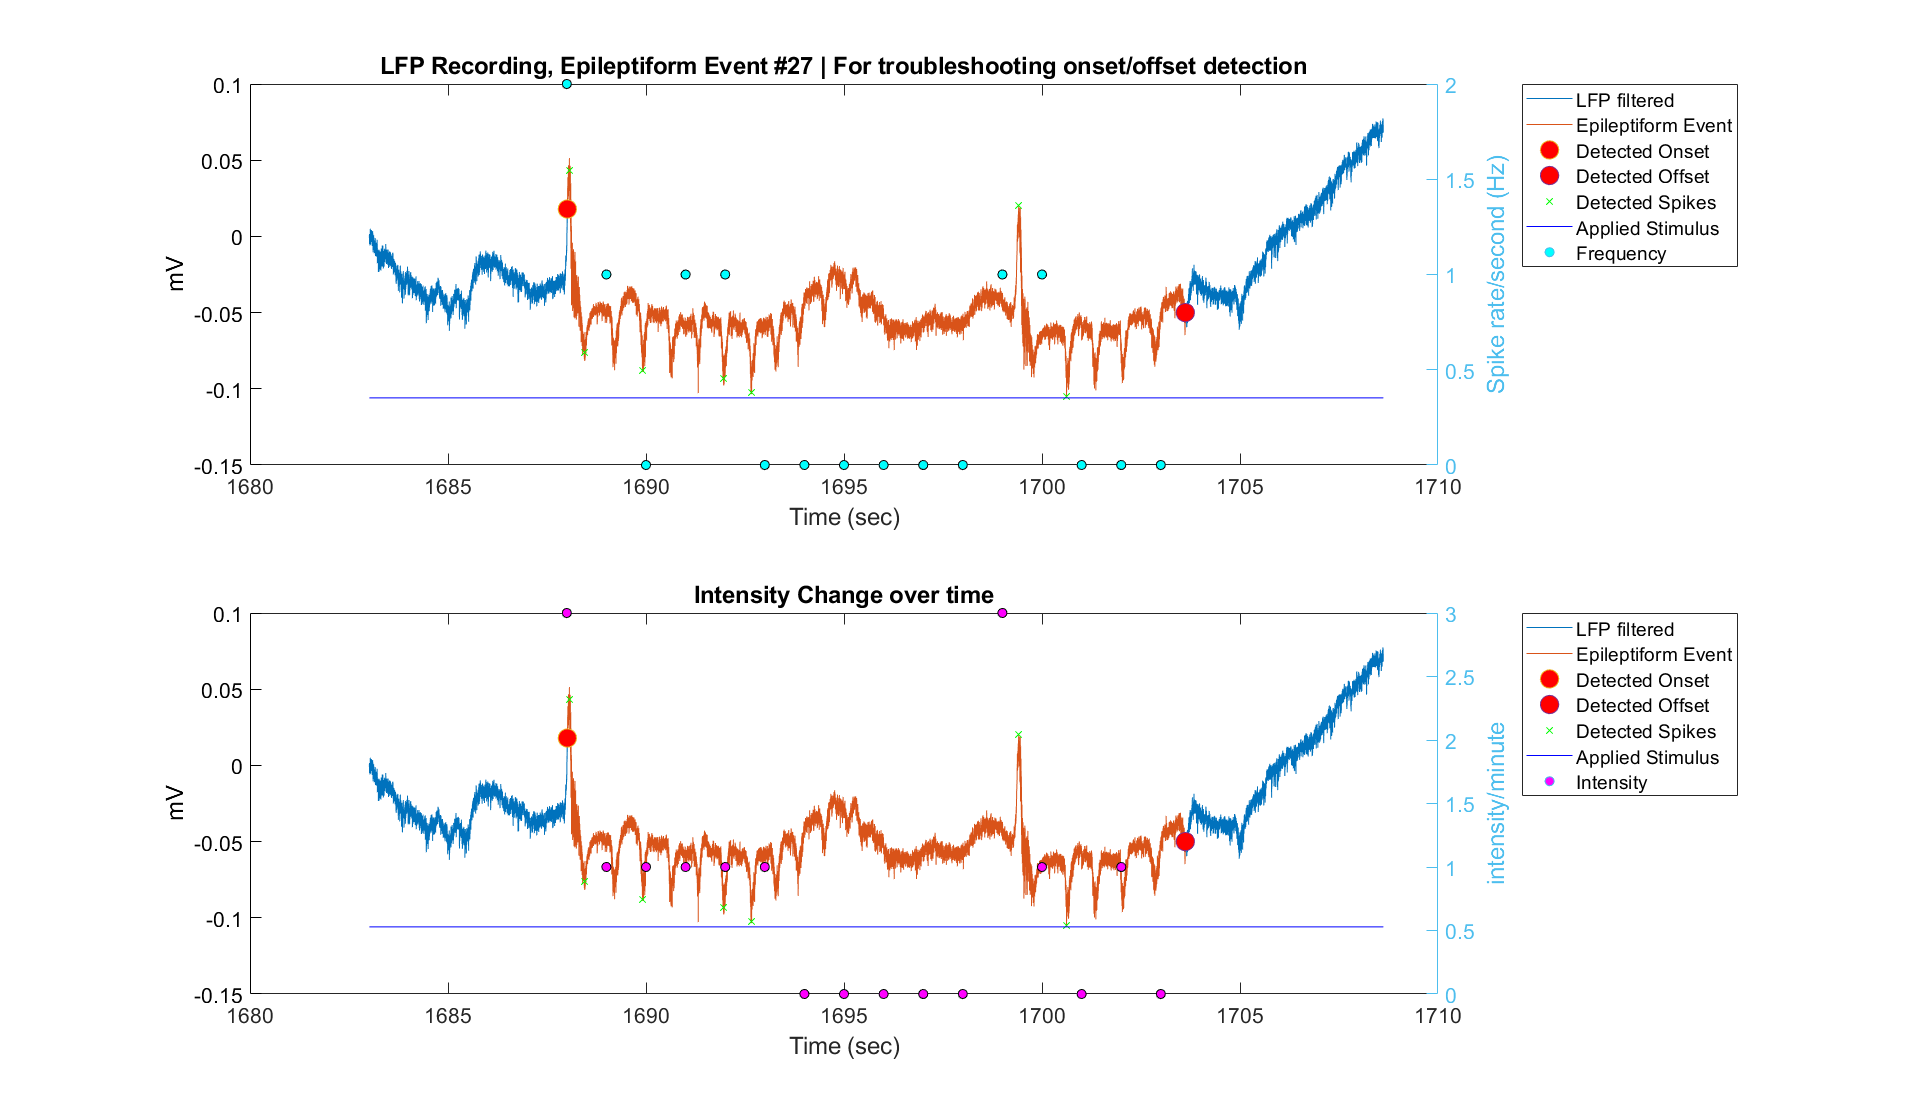 LFP Recording, Epileptiform Event #27 | For troubleshooting onset/offset detection
0.1
0.05
0
-0.05
-0.1
-0.15
mV
1680
1685
1690
1695
1700
1705
1710
Time (sec)
2
1.5
1
0.5
0
Spike rate/second (Hz)
LFP filtered
Epileptiform Event
Detected Onset
Detected Offset
Detected Spikes
Applied Stimulus
Frequency
Intensity Change over time
0.1
0.05
0
-0.05
-0.1
-0.15
mV
1680
1685
1690
1695
1700
1705
1710
Time (sec)
3
2.5
2
1.5
1
0.5
0
intensity/minute
LFP filtered
Epileptiform Event
Detected Onset
Detected Offset
Detected Spikes
Applied Stimulus
Intensity